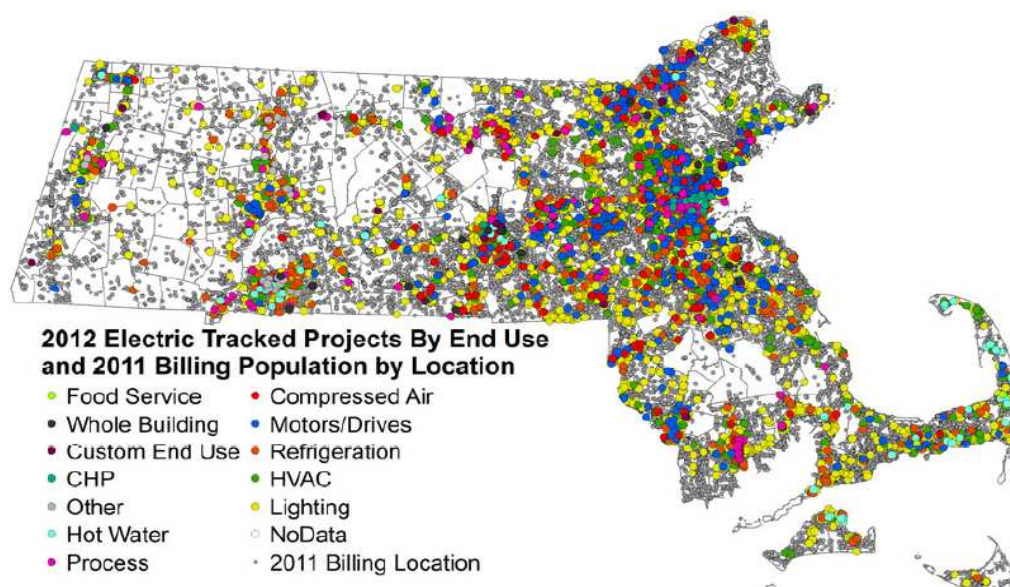 2012 Electric Tracked Projects By End Use
and 2011 Billing Population by Location
Food Service
Whole Building
Custom End Use
CHP
Other
Hot Water
Process
Compressed Air
Motors/Drives
Refrigeration
HVAC
Lighting
NoData
2011 Billing Location